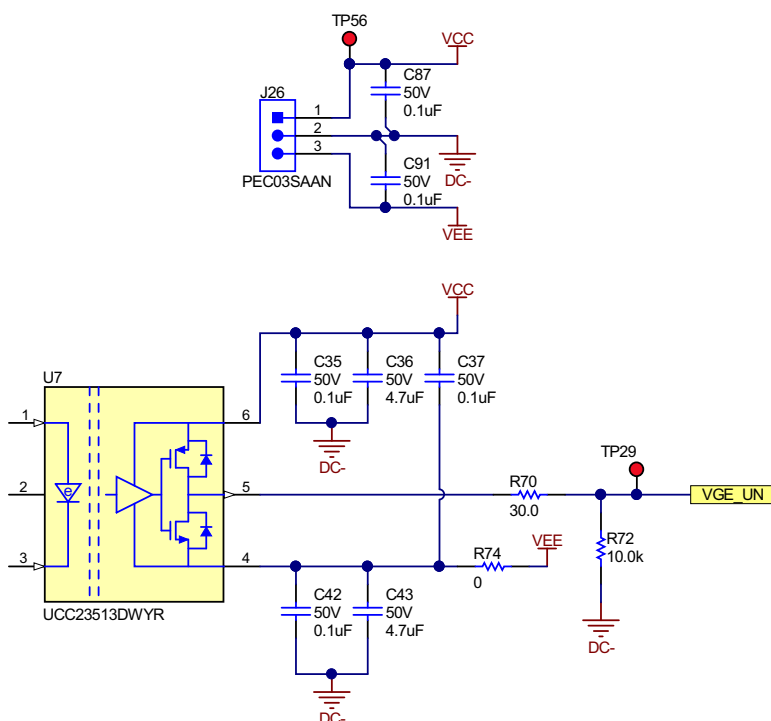 TP56
VCC
C87
50V
0.1uF
J26
1
2
3
PEC03SAAN
DC-
C91
50V
0.1uF
VEE
VCC
C35
50V
0.1uF
C36
50V
4.7uF
C37
50V
0.1uF
DC-
U7
1
2
3
e
6
5
4
UCC23513DWYR
TP29
R70
30.0
VGE_UN
R72
10.0k
DC-
R74
0
VEE
C42
50V
0.1uF
C43
50V
4.7uF
DC-